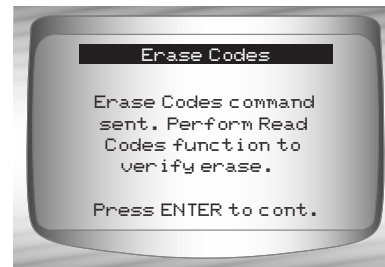 Erase Codes
Erase Codes command
sent. Perform Read
Codes function to
verify erase.
Press ENTER to cont.